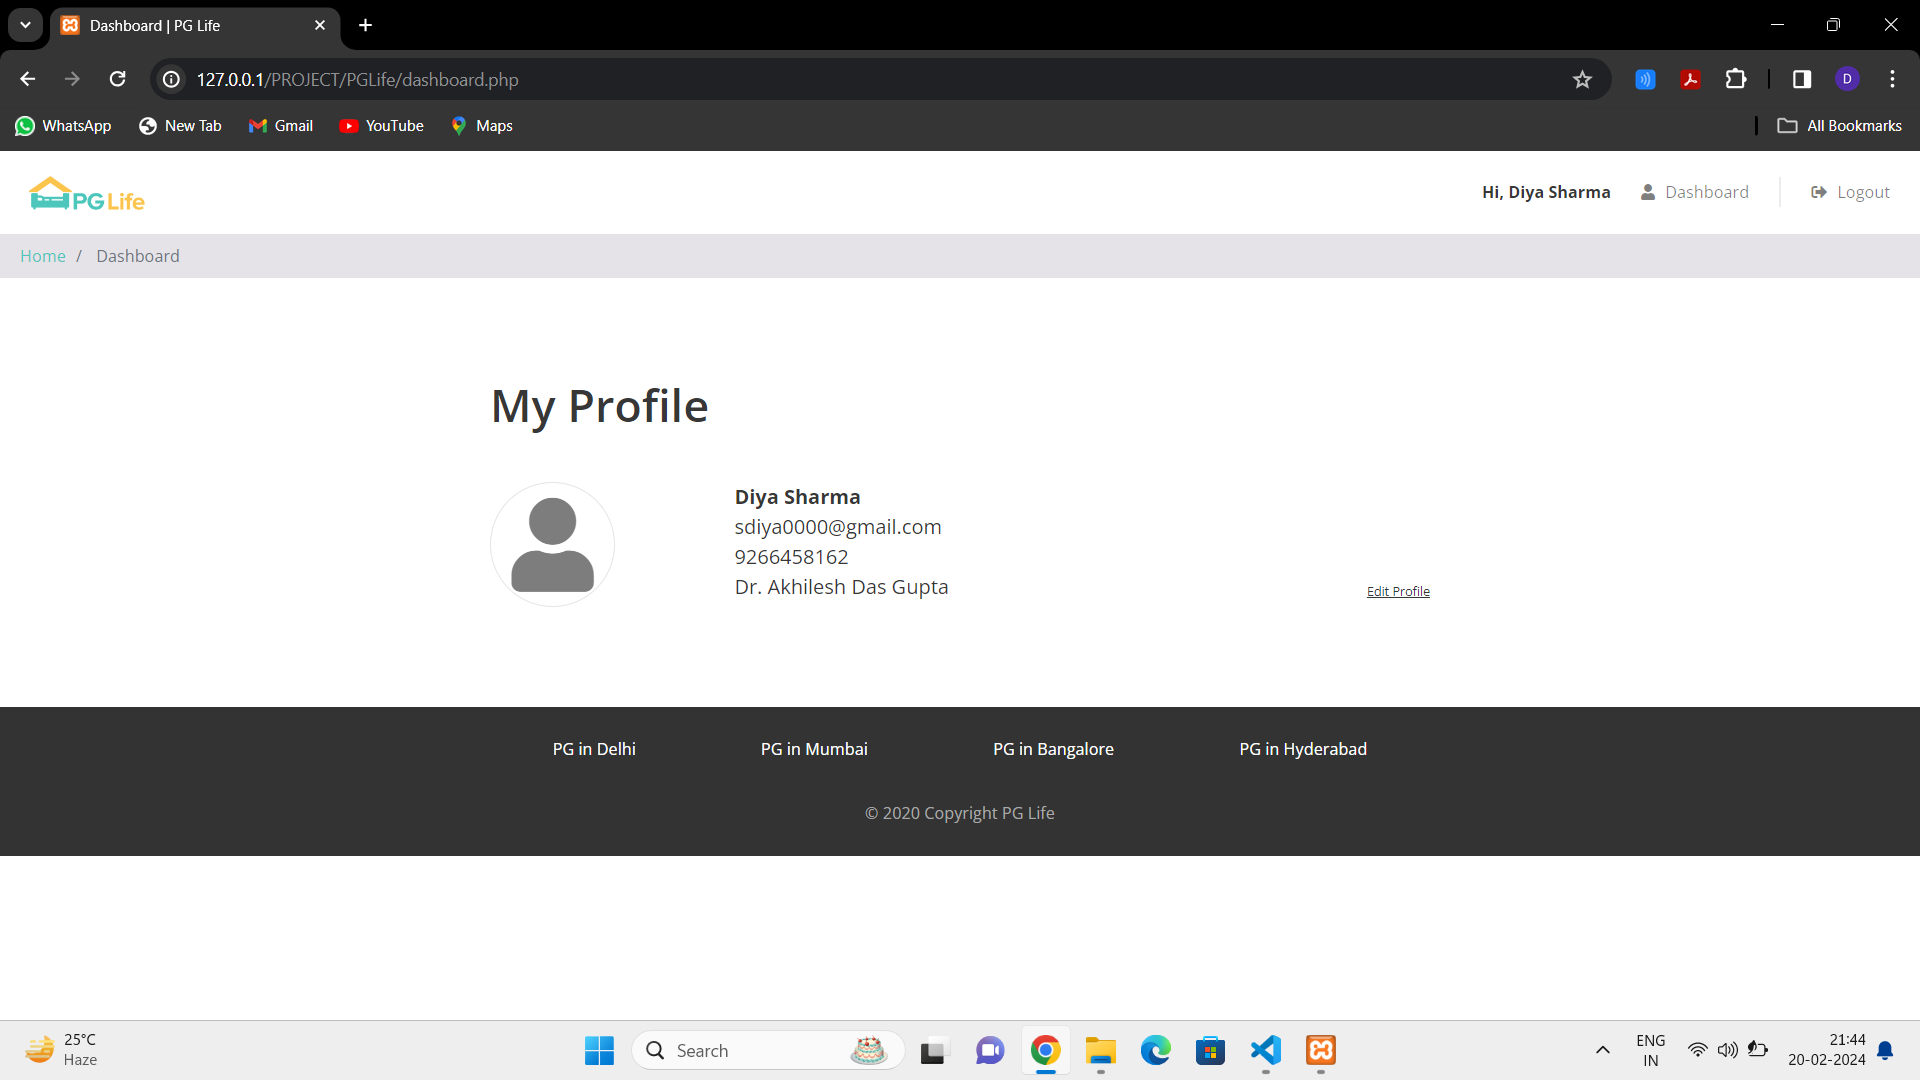 Dashboard | PG Life
127.0.0.1/PROJECT/PGLife/dashboard.php
D
WhatsApp
New Tab
Gmail
YouTube
Maps
All Bookmarks
PG Life
Hi, Diya Sharma
Dashboard
Logout
Home / Dashboard
My Profile
Diya Sharma
sdiya0000@gmail.com
9266458162
Dr. Akhilesh Das Gupta
Edit Profile
PG in Delhi
PG in Mumbai
PG in Bangalore
PG in Hyderabad
© 2020 Copyright PG Life
25°C
Haze
Search
ENG
IN
21:44
20-02-2024